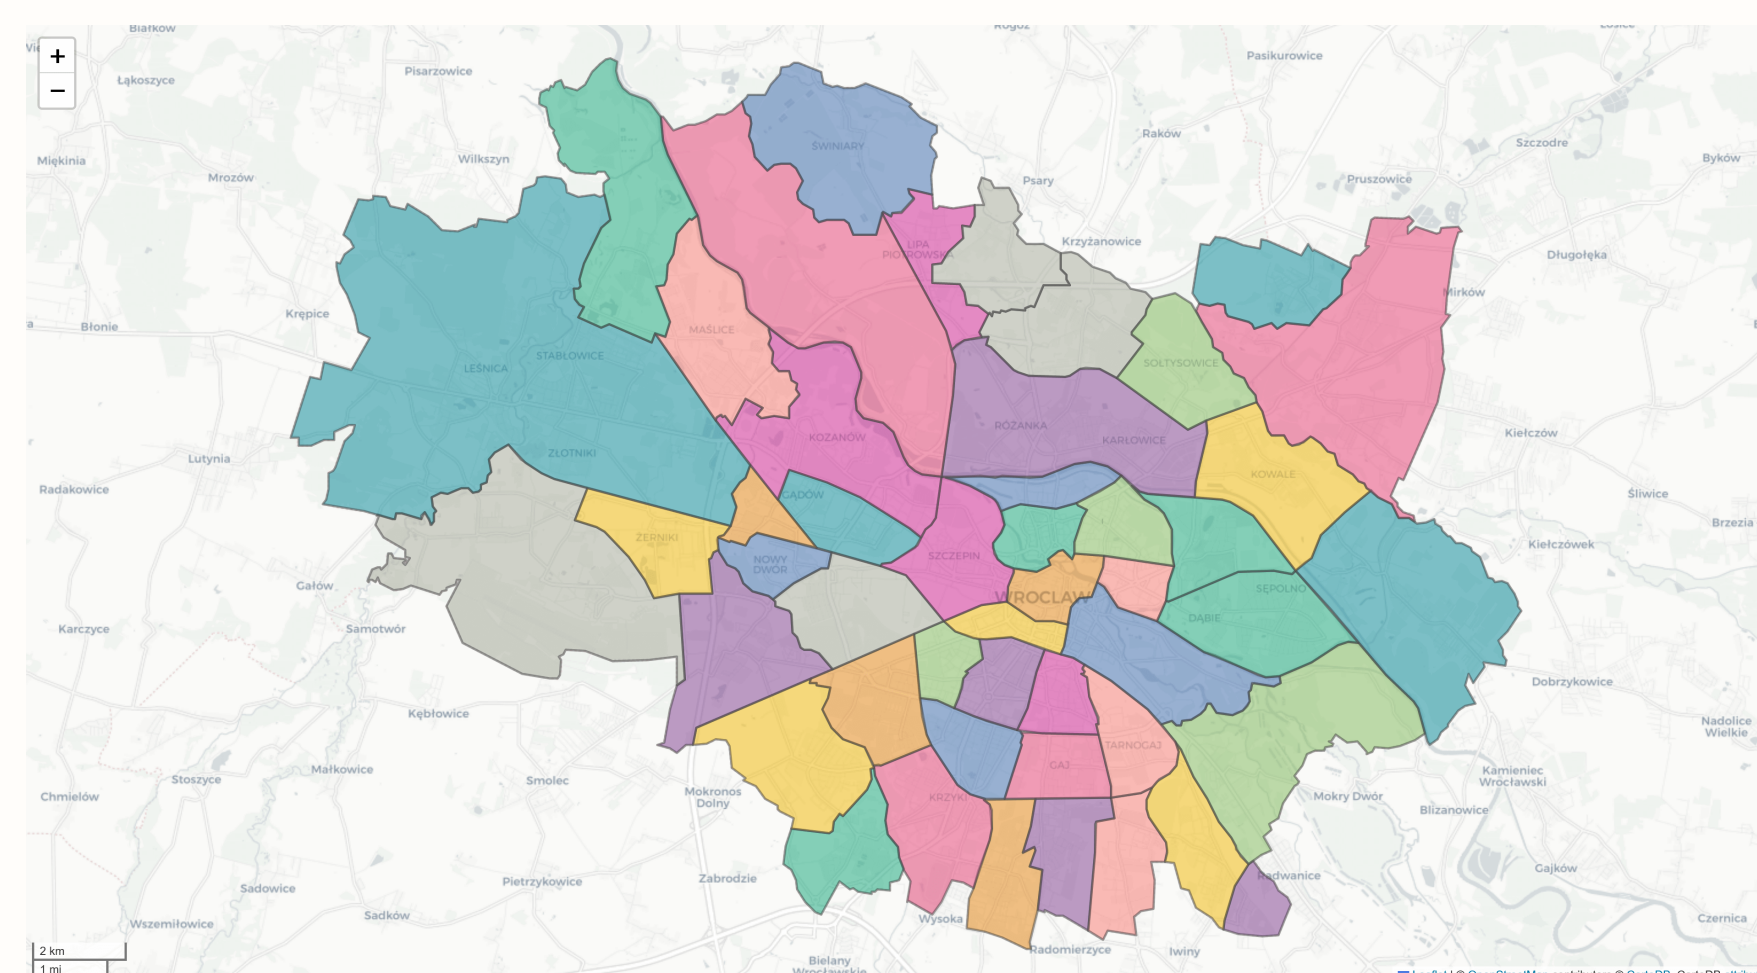 Białków
Rogoż
Pasikurowice
+
−
Pisarzowice
Łąkoszyce
Raków
Szczodre
ŚWINIARY
Miękinia
Wilkszyn
Byków
Mrozów
Psary
Pruszowice
Krzyżanowice
LIPA
PIOTROWSKA
Długołęka
Mirków
Krępice
Błonie
MAŚLICE
STABŁOWICE
LEŚNICA
SOŁTYSOWICE
RÓŻANKA
KARŁOWICE
KOZANÓW
Kiełczów
Lutynia
ZŁOTNIKI
KOWALE
Radakowice
GĄDÓW
Śliwice
Brzezia
ŻERNIKI
Kiełczówek
SZCZEPIN
NOWY
DWÓR
Gałów
SĘPOLNO
WROCŁAW
DĄBIE
Karczyce
Samotwór
Dobrzykowice
Kębłowice
Nadolice
Wielkie
TARNOGAJ
GAJ
Małkowice
Stoszyce
Smolec
Kamieniec
Wrocławski
Chmielów
Mokronos
Dolny
KRZYKI
Mokry Dwór
Blizanowice
Gajków
Zabrodzie
Radwanice
Pietrzykowice
Sadowice
Sadków
Wysoka
Czernica
Wszemiłowice
Radomierzyce
Iwiny
2 km
Bielany
Wrocławskie
1 mi